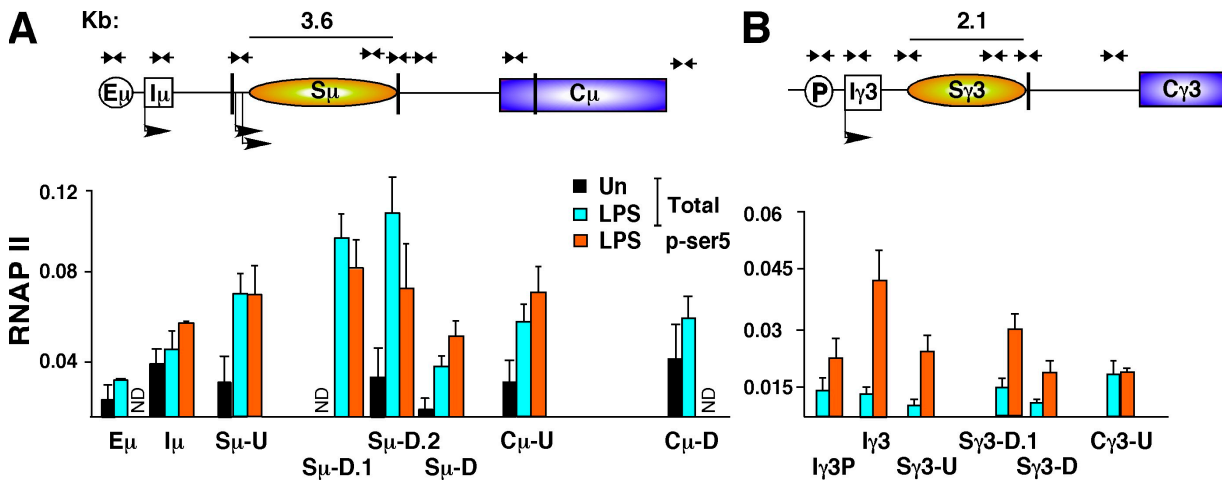 A
Kb:
3.6
Eμ
Iμ
Sμ
Cμ
RNAP II
0.12
0.08
0.04
Un
LPS
Total
LPS
p-ser5
ND
ND
ND
Eμ
Iμ
Sμ-U
Sμ-D.1
Sμ-D.2
Sμ-D
Cμ-U
Cμ-D
B
2.1
P
Iγ3
Sγ3
Cγ3
0.06
0.045
0.03
0.015
Iγ3P
Iγ3
Sγ3-U
Sγ3-D.1
Sγ3-D
Cγ3-U